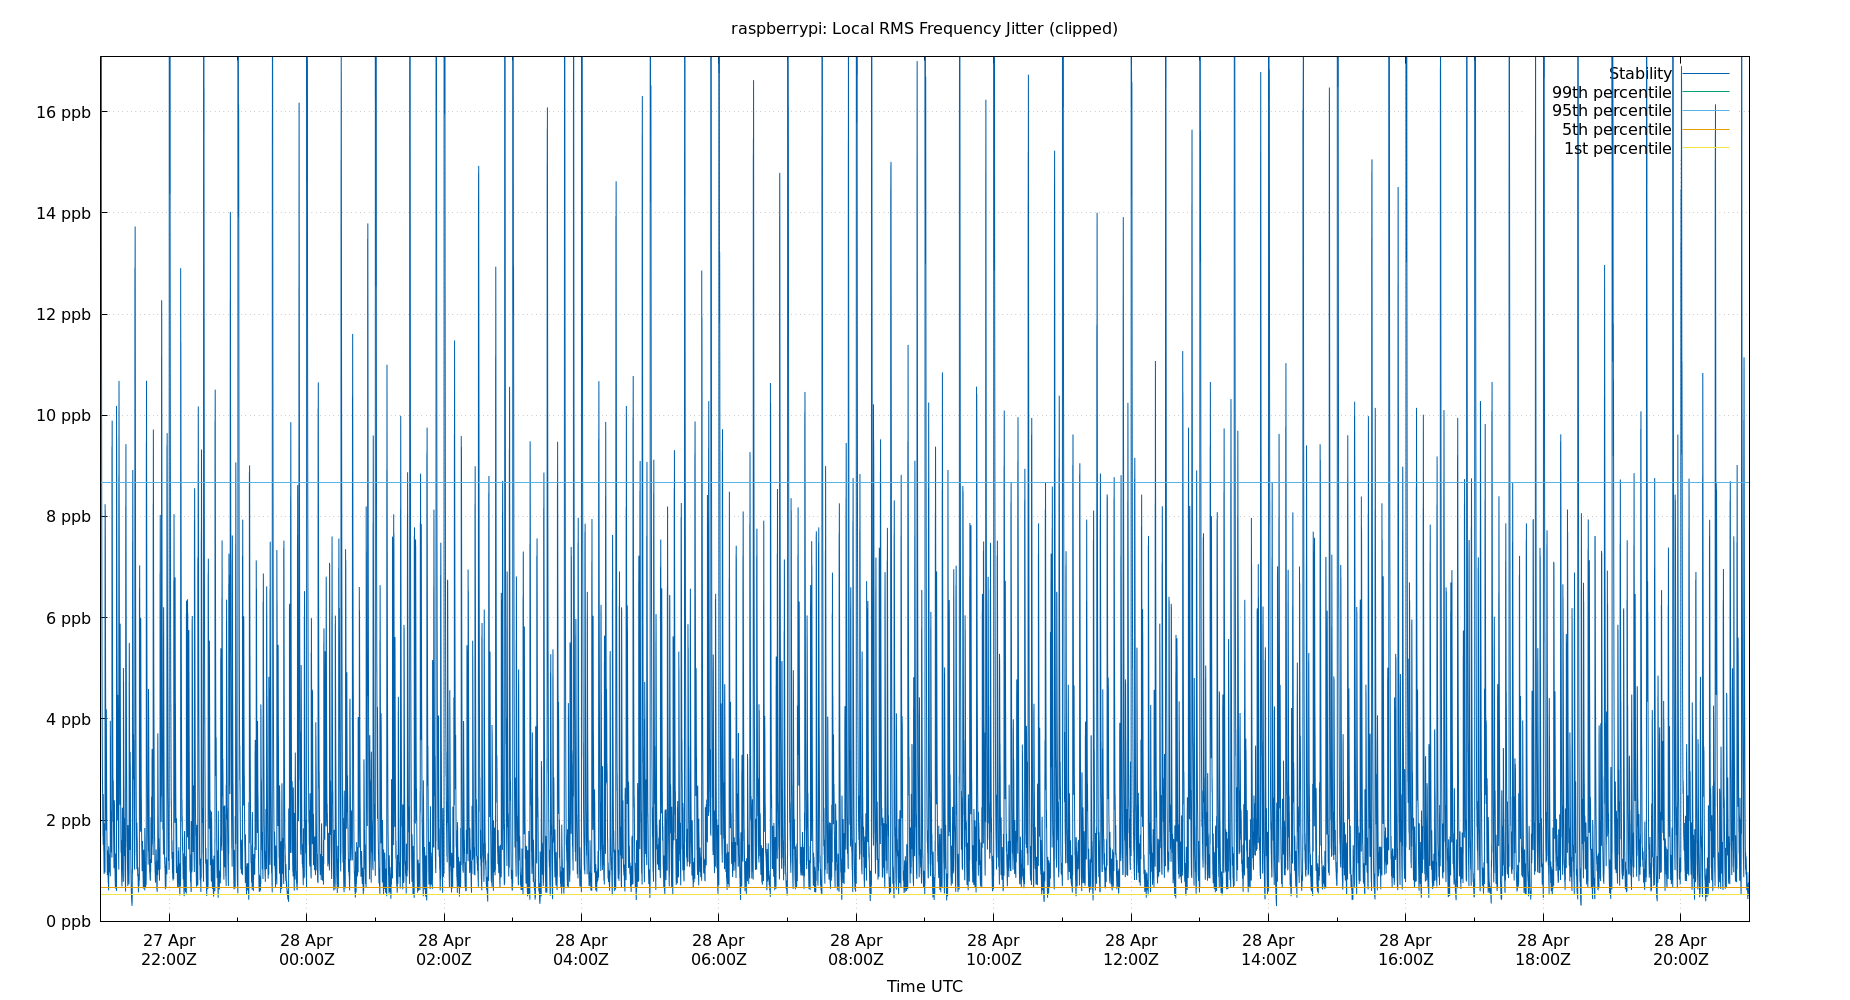 raspberrypi: Local RMS Frequency Jitter (clipped)
Stability
99th percentile
95th percentile
5th percentile
1st percentile
16 ppb
14 ppb
12 ppb
10 ppb
8 ppb
6 ppb
4 ppb
2 ppb
0 ppb
27 Apr 28 Apr 28 Apr 28 Apr 28 Apr 28 Apr 28 Apr 28 Apr 28 Apr 28 Apr 28 Apr 28 Apr
22:00Z 00:00Z 02:00Z 04:00Z 06:00Z 08:00Z 10:00Z 12:00Z 14:00Z 16:00Z 18:00Z 20:00Z
Time UTC